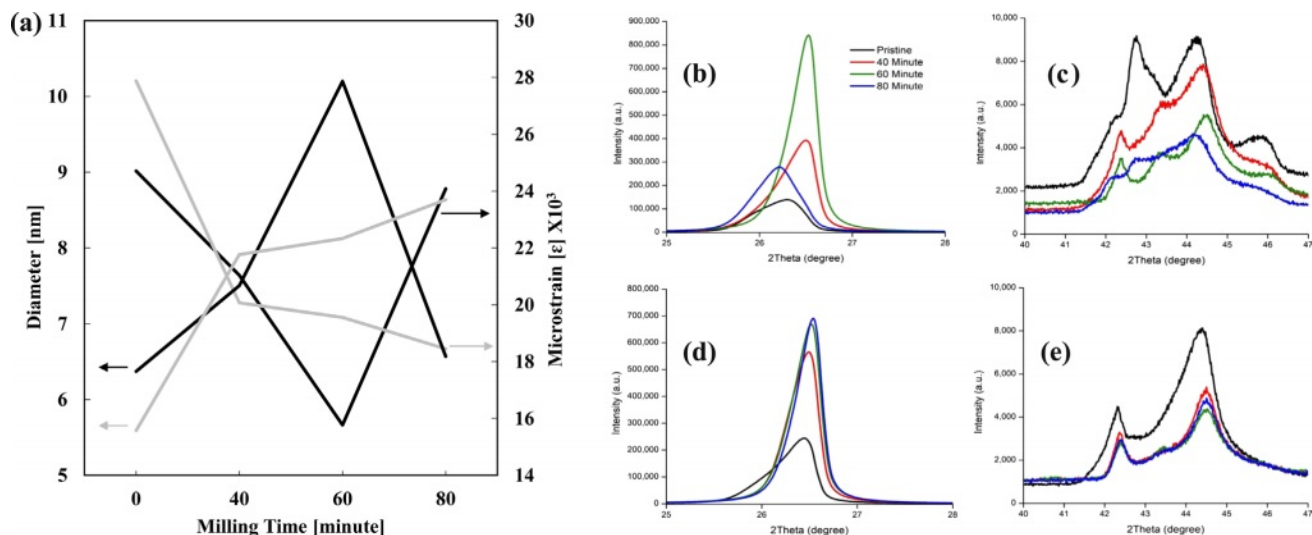 (a)
11
10
9
8
7
6
5
Diameter [nm]
30
28
26
24
22
20
18
16
14
Microstrain [ε] X10³
0 40 60 80
Milling Time [minute]
(b)
900,000
800,000
700,000
600,000
500,000
400,000
300,000
200,000
100,000
0
Intensity (a.u.)
Pristine
40 Minute
60 Minute
80 Minute
25 26 27 28
2Theta (degree)
(c)
10,000
8,000
6,000
4,000
2,000
0
Intensity (a.u.)
40 41 42 43 44 45 46 47
2Theta (degree)
(d)
800,000
700,000
600,000
500,000
400,000
300,000
200,000
100,000
0
Intensity (a.u.)
25 26 27 28
2Theta (degree)
(e)
10,000
8,000
6,000
4,000
2,000
0
Intensity (a.u.)
40 41 42 43 44 45 46 47
2Theta (degree)